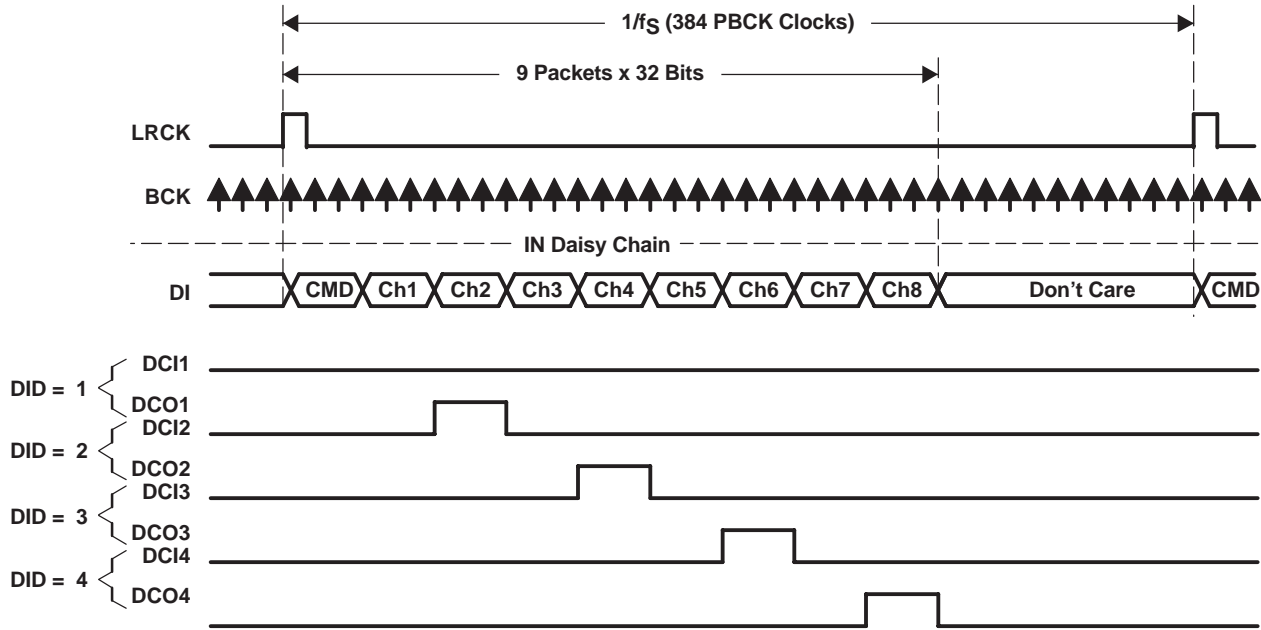 1/fS (384 PBCK Clocks)
9 Packets x 32 Bits
LRCK
BCK
IN Daisy Chain
DI CMD Ch1 Ch2 Ch3 Ch4 Ch5 Ch6 Ch7 Ch8 Don't Care CMD
DCI1
DID = 1
DCO1
DCI2
DID = 2
DCO2
DCI3
DID = 3
DCO3
DCI4
DID = 4
DCO4